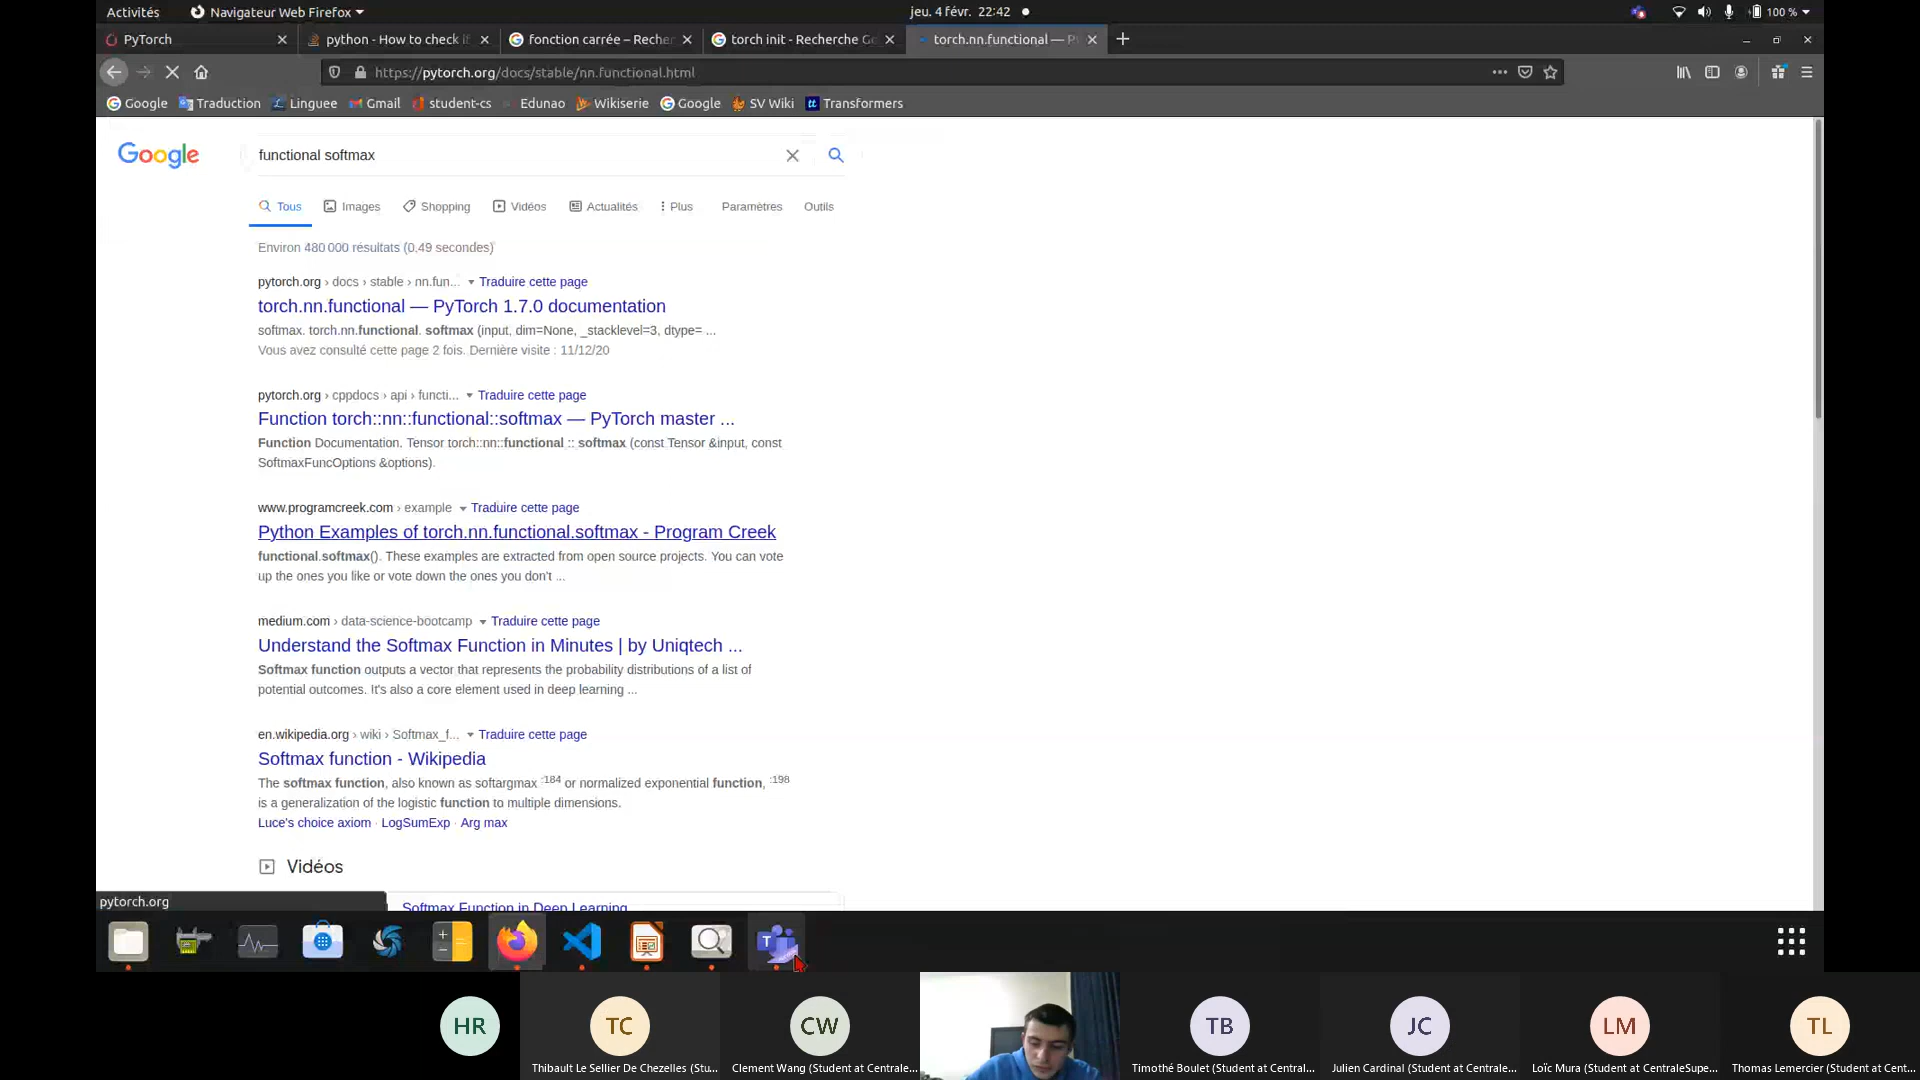 Activités
Navigateur Web Firefox
jeu. 4 févr. 22:42
100 %
PyTorch
python - How to check if
fonction carrée – Recher
torch init - Recherche Go
torch.nn.functional — P
https://pytorch.org/docs/stable/nn.functional.html
Google
Traduction
Linguee
Gmail
student-cs
Edunao
Wikiserie
Google
SV Wiki
Transformers
Google
functional softmax
Tous
Images
Shopping
Vidéos
Actualités
Plus
Paramètres
Outils
Environ 480 000 résultats (0.49 secondes)
pytorch.org › docs › stable › nn.fun... Traduire cette page
torch.nn.functional — PyTorch 1.7.0 documentation
softmax. torch.nn.functional. softmax (input, dim=None, _stacklevel=3, dtype= ...
Vous avez consulté cette page 2 fois. Dernière visite : 11/12/20
pytorch.org › cppdocs › api › functi... Traduire cette page
Function torch::nn::functional::softmax — PyTorch master ...
Function Documentation. Tensor torch::nn::functional :: softmax (const Tensor &input, const
SoftmaxFuncOptions &options).
www.programcreek.com › example Traduire cette page
Python Examples of torch.nn.functional.softmax - Program Creek
functional.softmax(). These examples are extracted from open source projects. You can vote
up the ones you like or vote down the ones you don't ...
medium.com › data-science-bootcamp Traduire cette page
Understand the Softmax Function in Minutes | by Uniqtech ...
Softmax function outputs a vector that represents the probability distributions of a list of
potential outcomes. It's also a core element used in deep learning ...
en.wikipedia.org › wiki › Softmax_f... Traduire cette page
Softmax function - Wikipedia
The softmax function, also known as softargmax :184 or normalized exponential function, :198
is a generalization of the logistic function to multiple dimensions.
Luce's choice axiom · LogSumExp · Arg max
Vidéos
pytorch.org
Softmax Function in Deep Learning
T
HR
TC
CW
TB
JC
LM
TL
Thibault Le Sellier De Chezelles (Stu...
Clement Wang (Student at Centrale...
Timothé Boulet (Student at Central...
Julien Cardinal (Student at Centrale...
Loïc Mura (Student at CentraleSupe...
Thomas Lemercier (Student at Cent...